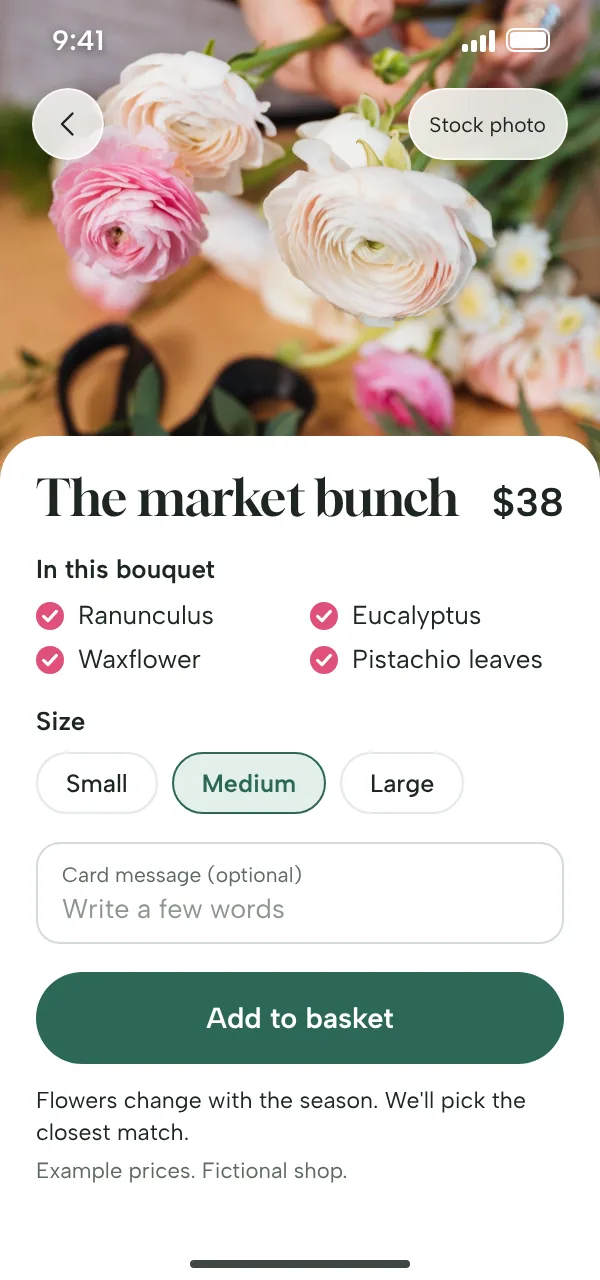 9:41
Stock photo
The market bunch $38
In this bouquet
Ranunculus Eucalyptus
Waxflower Pistachio leaves
Size
Small Medium Large
Card message (optional)
Write a few words
Add to basket
Flowers change with the season. We'll pick the
closest match.
Example prices. Fictional shop.